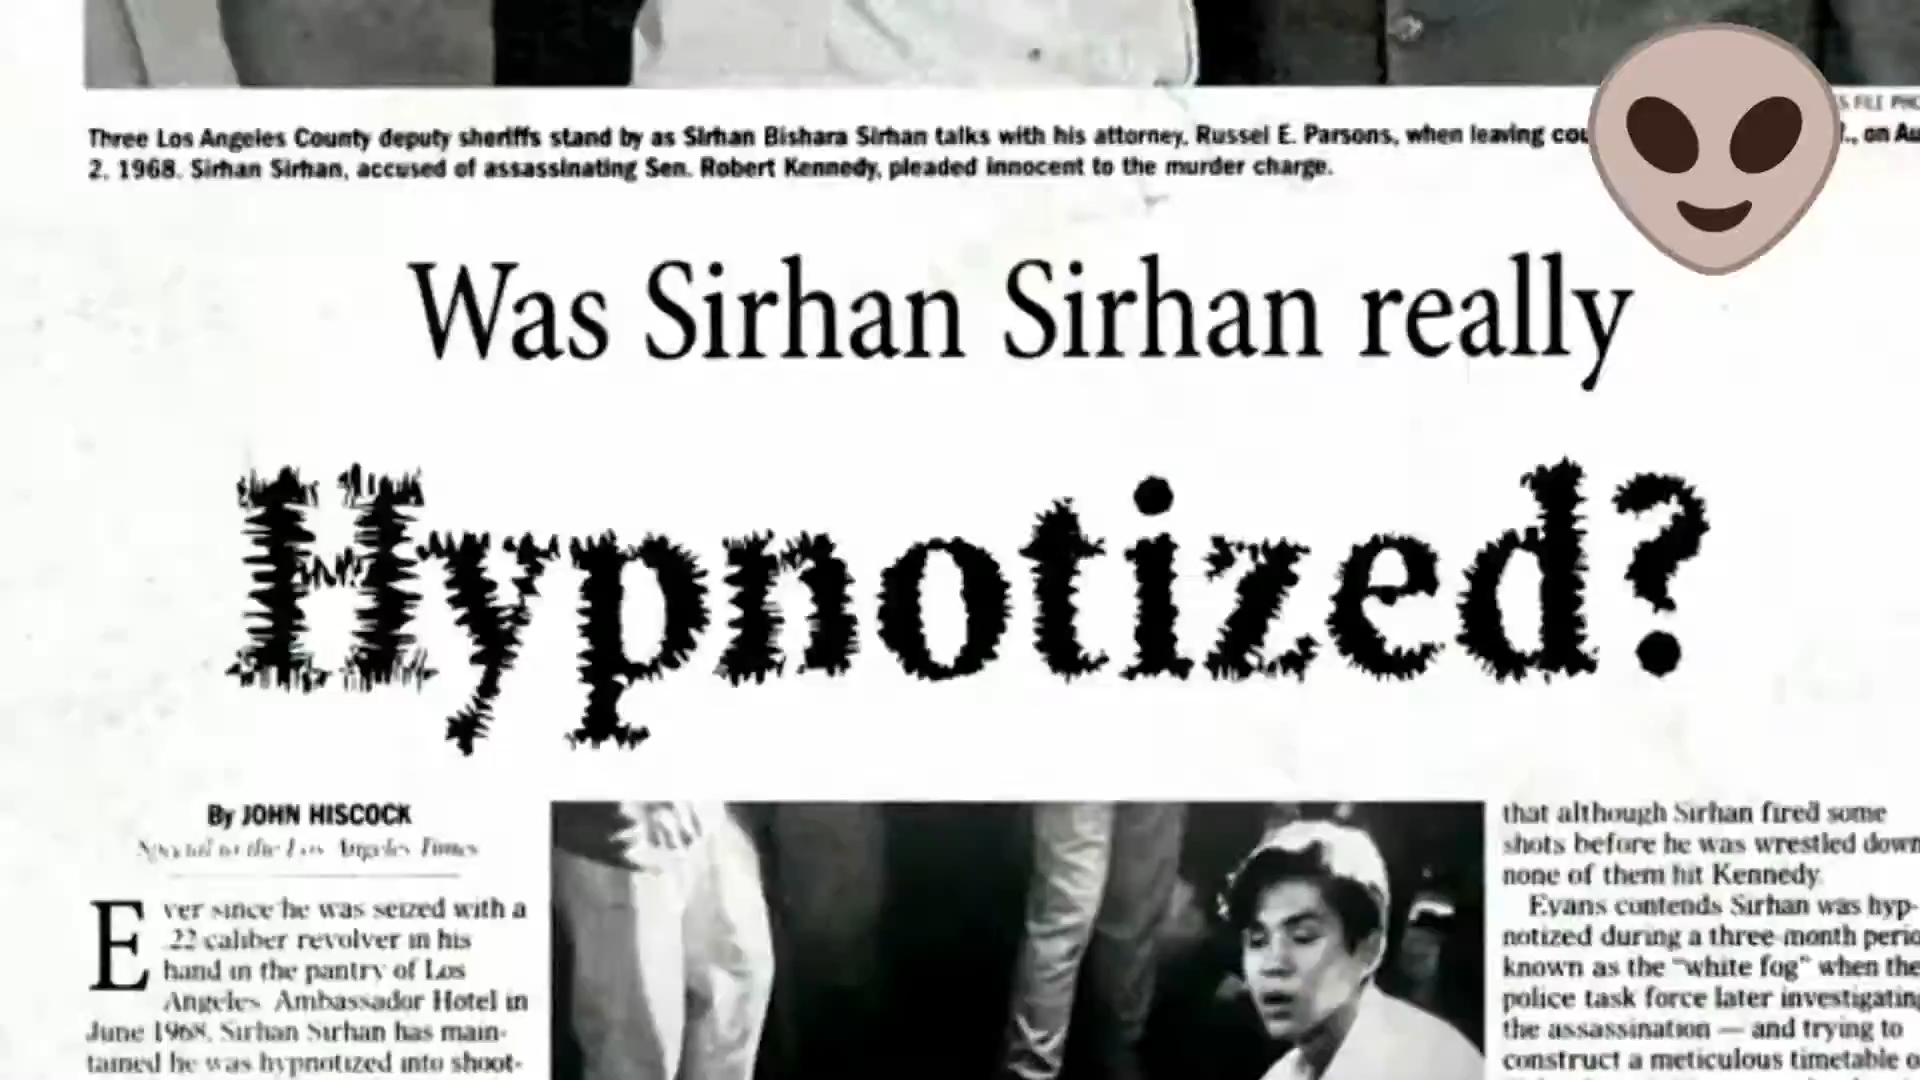 S FILE PHO
Three Los Angeles County deputy sheriffs stand by as Sirhan Bishara Sirhan talks with his attorney, Russel E. Parsons, when leaving cou ., on Au
2, 1968. Sirhan Sirhan, accused of assassinating Sen. Robert Kennedy, pleaded innocent to the murder charge.
Was Sirhan Sirhan really
Hypnotized?
By JOHN HISCOCK
Special to the Los Angeles Times
Ever since he was seized with a
.22 caliber revolver in his
hand in the pantry of Los
Angeles Ambassador Hotel in
June 1968, Sirhan Sirhan has main-
tained he was hypnotized into shoot-
that although Sirhan fired some
shots before he was wrestled down
none of them hit Kennedy.
Evans contends Sirhan was hyp-
notized during a three-month perio
known as the "white fog" when the
police task force later investigating
the assassination — and trying to
construct a meticulous timetable o